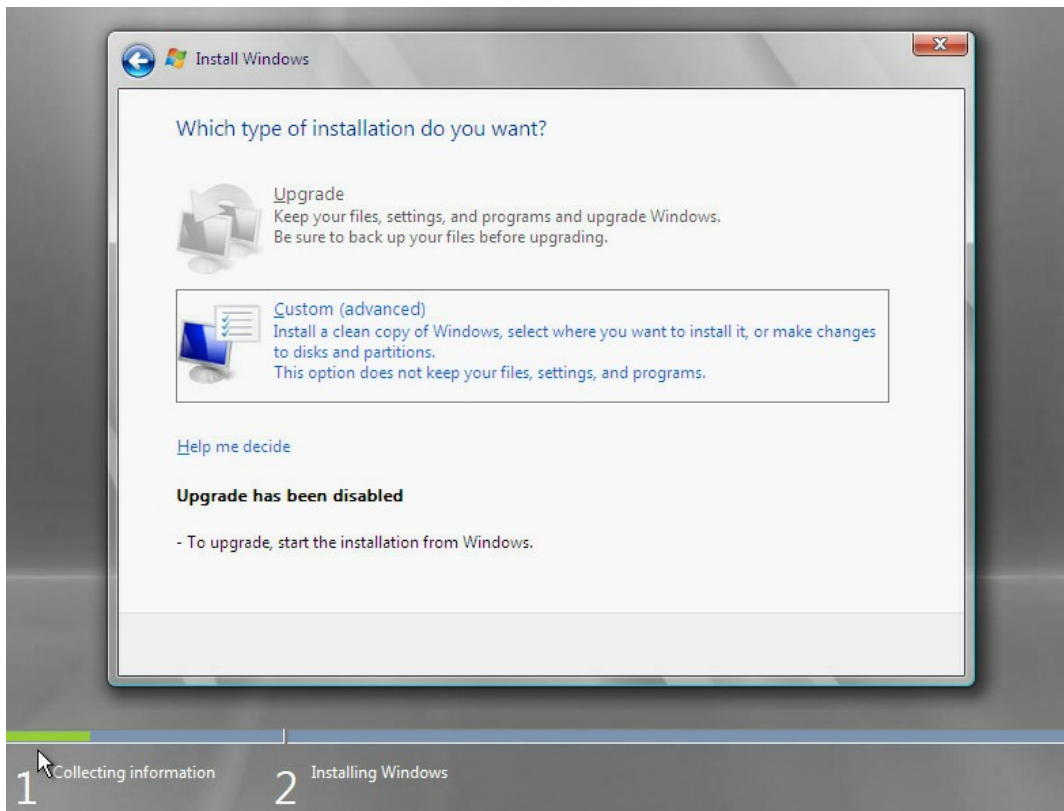 Install Windows
Which type of installation do you want?
Upgrade
Keep your files, settings, and programs and upgrade Windows.
Be sure to back up your files before upgrading.
Custom (advanced)
Install a clean copy of Windows, select where you want to install it, or make changes
to disks and partitions.
This option does not keep your files, settings, and programs.
Help me decide
Upgrade has been disabled
- To upgrade, start the installation from Windows.
1 Collecting information 2 Installing Windows